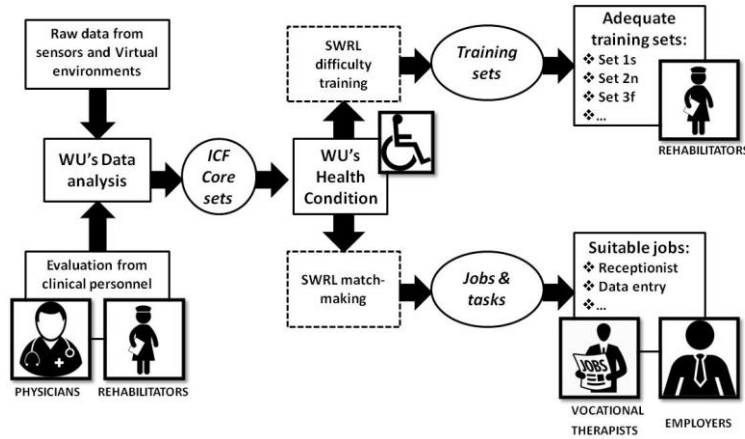 Raw data from
sensors and Virtual
environments
WU's Data
analysis
Evaluation from
clinical personnel
PHYSICIANS
REHABILITATORS
ICF
Core
sets
WU's
Health
Condition
SWRL
difficulty
training
Training
sets
Adequate
training sets:
❖ Set 1s
❖ Set 2n
❖ Set 3f
❖ ...
REHABILITATORS
SWRL match-
making
Jobs &
tasks
Suitable jobs:
❖ Receptionist
❖ Data entry
❖ ...
JOBS
VOCATIONAL
THERAPISTS
EMPLOYERS